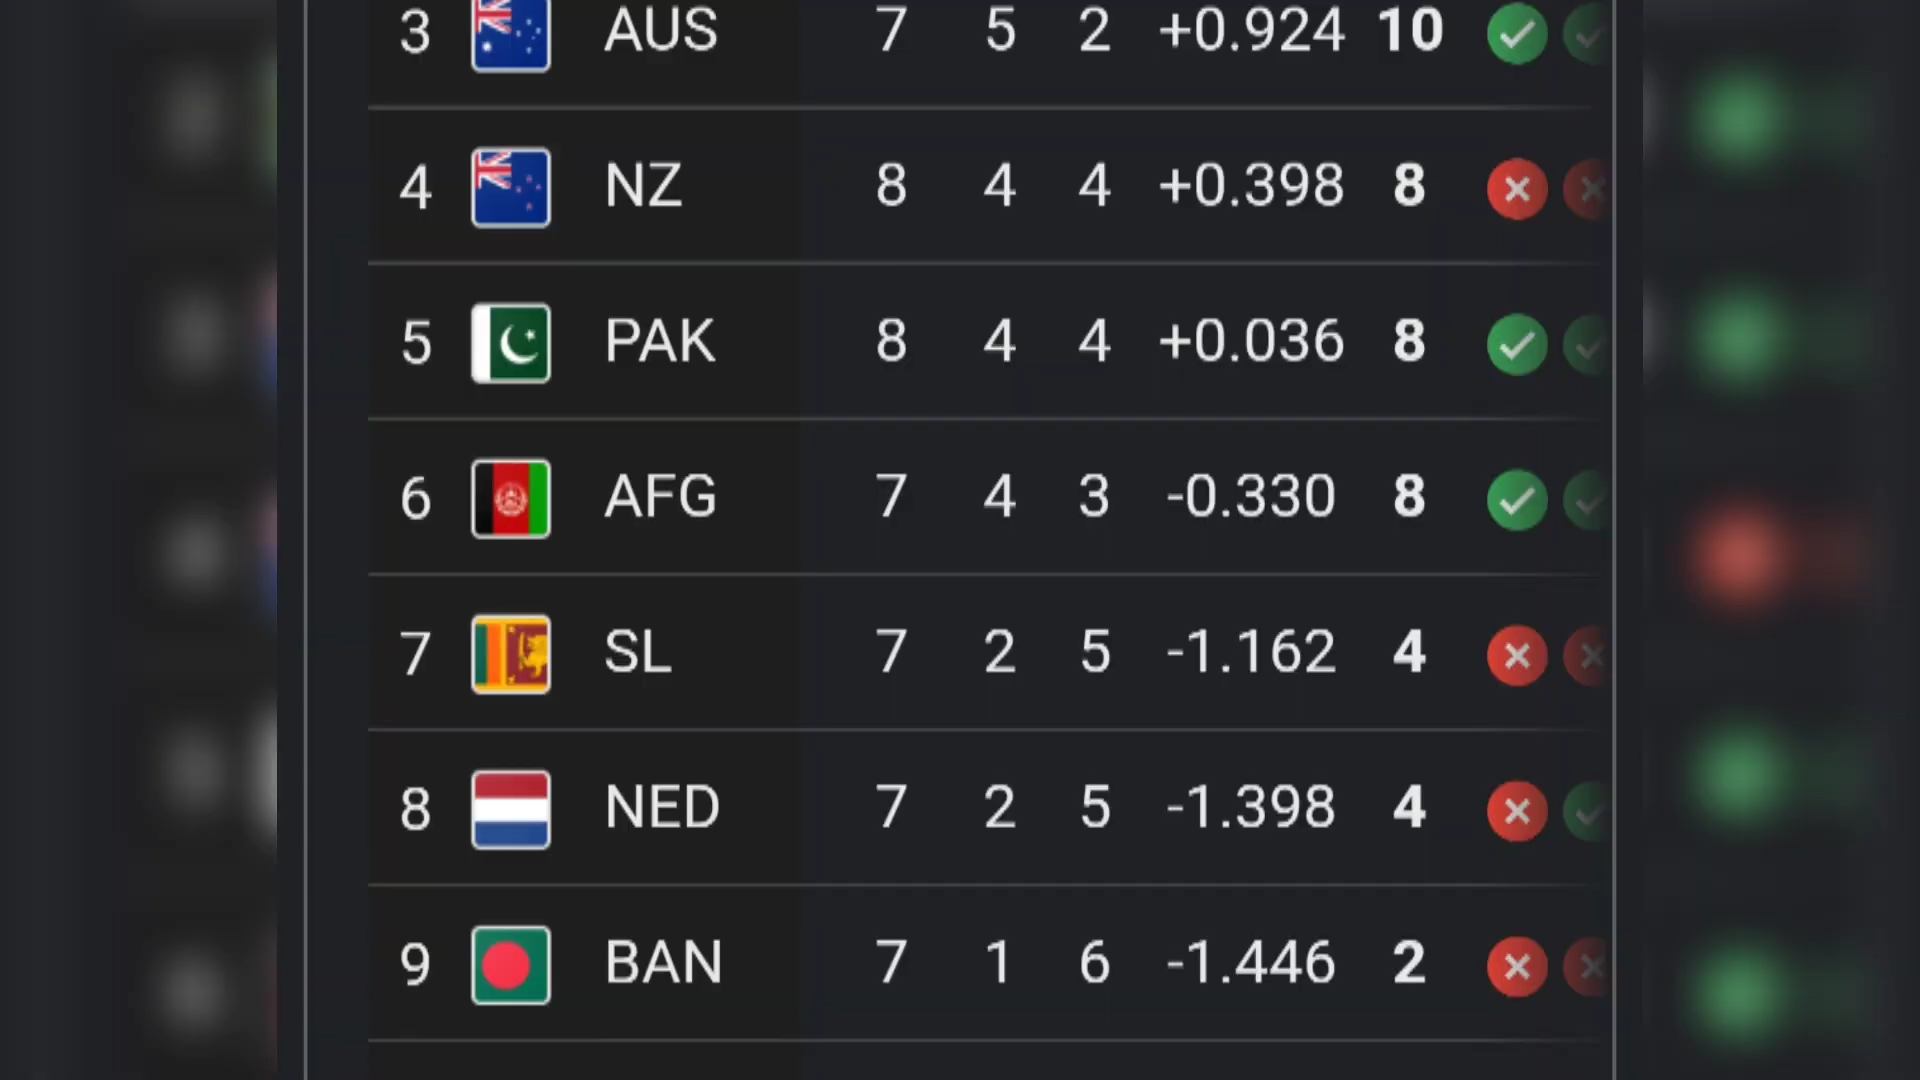 3 AUS 7 5 2 +0.924 10
4 NZ 8 4 4 +0.398 8
5 PAK 8 4 4 +0.036 8
6 AFG 7 4 3 -0.330 8
7 SL 7 2 5 -1.162 4
8 NED 7 2 5 -1.398 4
9 BAN 7 1 6 -1.446 2